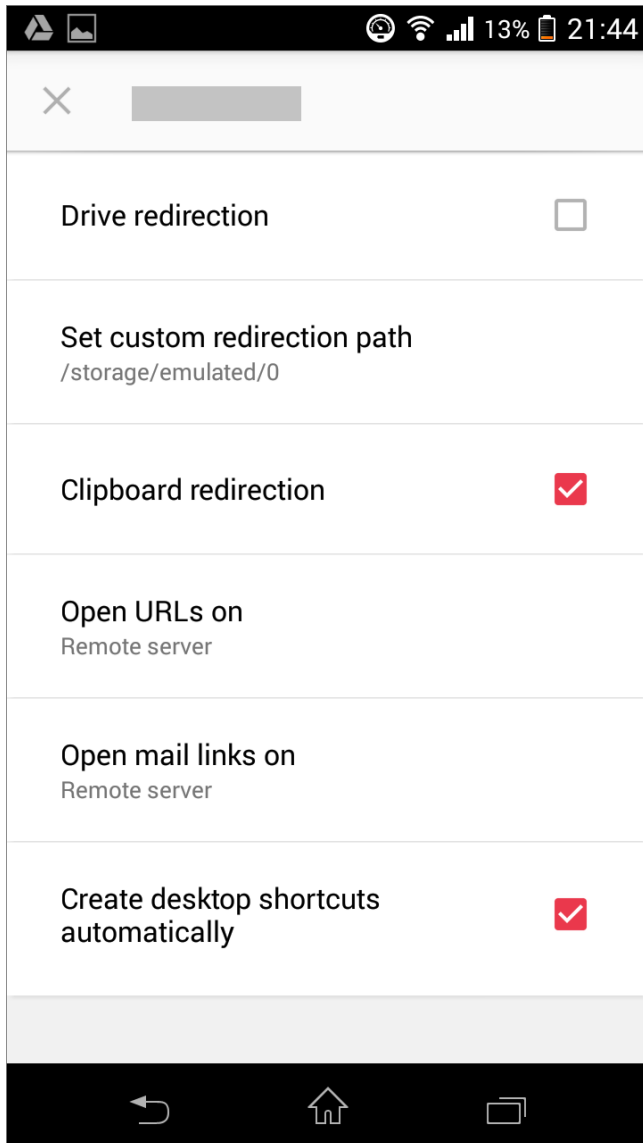 13% 21:44
Drive redirection
Set custom redirection path
/storage/emulated/0
Clipboard redirection
Open URLs on
Remote server
Open mail links on
Remote server
Create desktop shortcuts
automatically